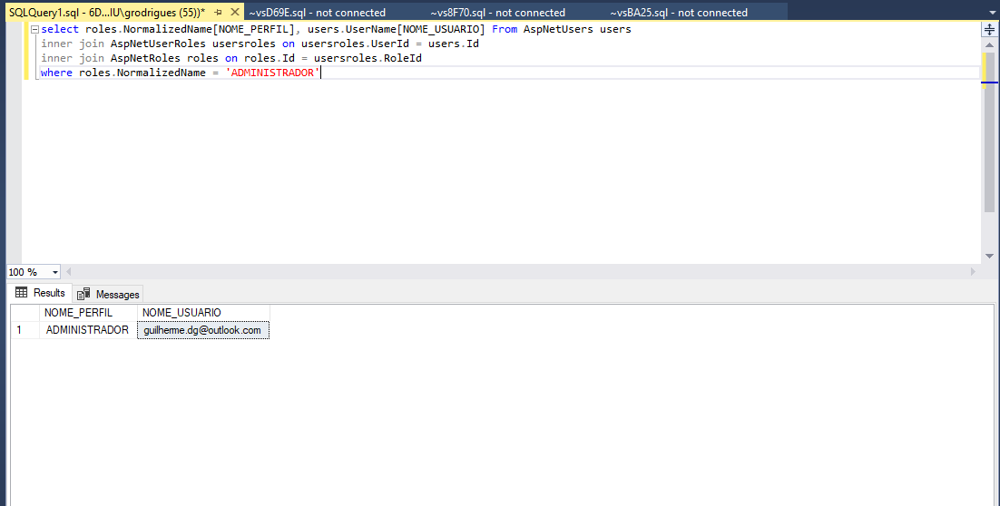 SQLQuery1.sql - 6D...IU\grodrigues (55))* ~vsD69E.sql - not connected ~vs8F70.sql - not connected ~vsBA25.sql - not connected
select roles.NormalizedName[NOME_PERFIL], users.UserName[NOME_USUARIO] From AspNetUsers users
inner join AspNetUserRoles usersroles on usersroles.UserId = users.Id
inner join AspNetRoles roles on roles.Id = usersroles.RoleId
where roles.NormalizedName = 'ADMINISTRADOR'
100 %
Results Messages
NOME_PERFIL NOME_USUARIO
1 ADMINISTRADOR guilherme.dg@outlook.com